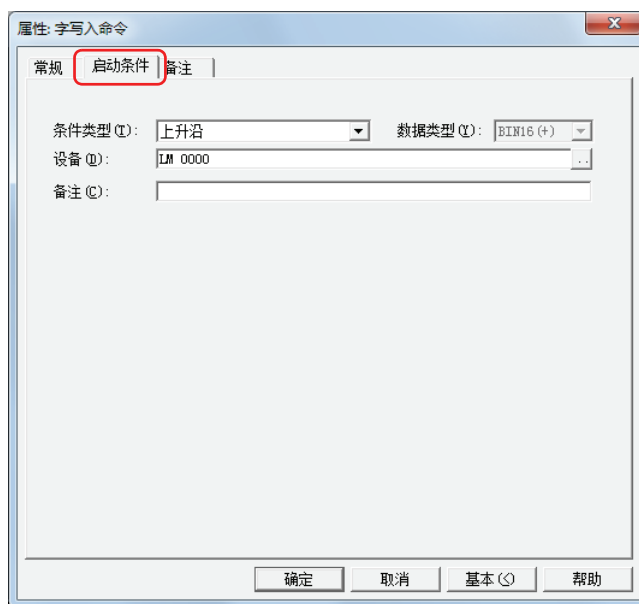 属性: 字写入命令
常规 启动条件 备注
条件类型(T): 上升沿 数据类型(Y): BIN16(+)
设备(D): LM 0000 ..
备注(C):
确定 取消 基本(<) 帮助